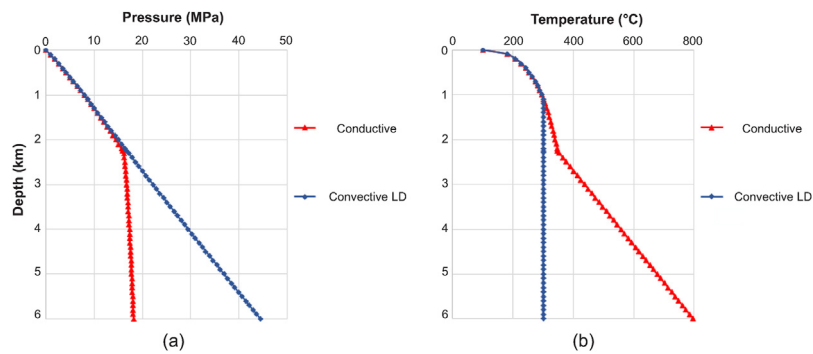 Pressure (MPa)
0 10 20 30 40 50
0
1
2
3
4
5
6
Depth (km)
Conductive
Convective LD
(a)
Temperature (°C)
0 200 400 600 800
0
1
2
3
4
5
6
Conductive
Convective LD
(b)